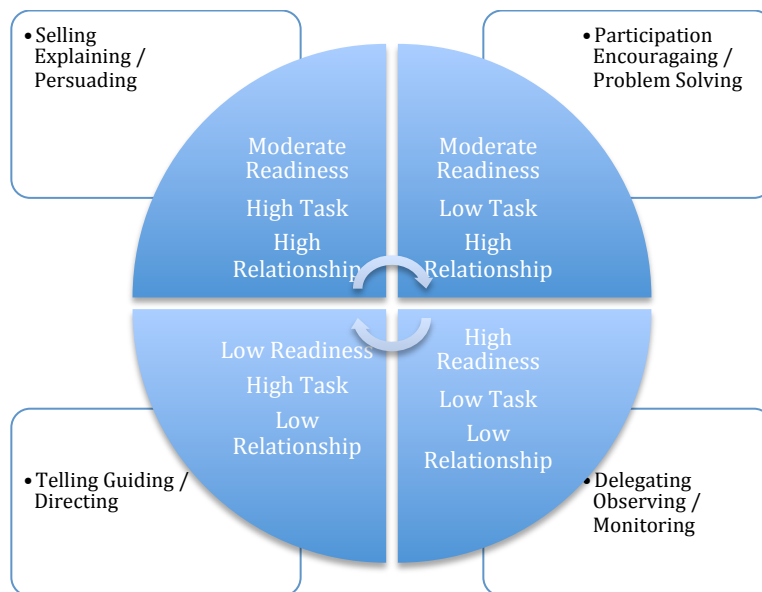 • Selling
Explaining /
Persuading
• Participation
Encouragaing /
Problem Solving
Moderate
Readiness
High Task
High
Relationship
Moderate
Readiness
Low Task
High
Relationship
Low Readiness
High Task
Low
Relationship
High
Readiness
Low Task
Low
Relationship
• Telling Guiding /
Directing
• Delegating
Observing /
Monitoring